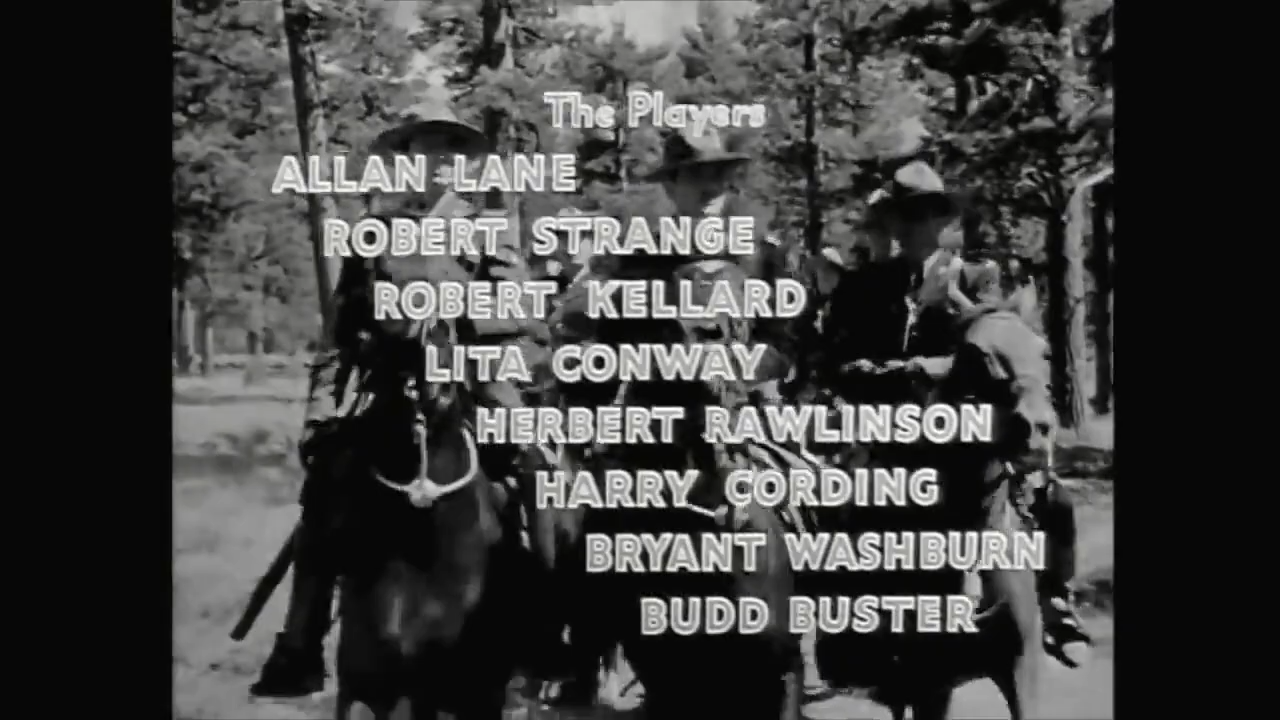 The Players
ALLAN LANE
ROBERT STRANGE
ROBERT KELLARD
LITA CONWAY
HERBERT RAWLINSON
HARRY CORDING
BRYANT WASHBURN
BUDD BUSTER